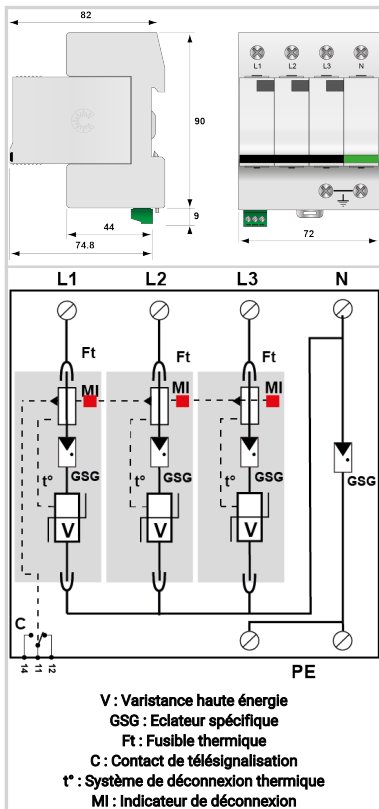 82
L1 L2 L3 N
90
9
44
74.8
72
L1 L2 L3 N
Ft Ft Ft
MI MI MI
t° GSG t° GSG t° GSG GSG
V V V
C
14 11 12
PE
V : Varistance haute énergie
GSG : Eclateur spécifique
Ft : Fusible thermique
C : Contact de télésignalisation
t° : Système de déconnexion thermique
MI : Indicateur de déconnexion